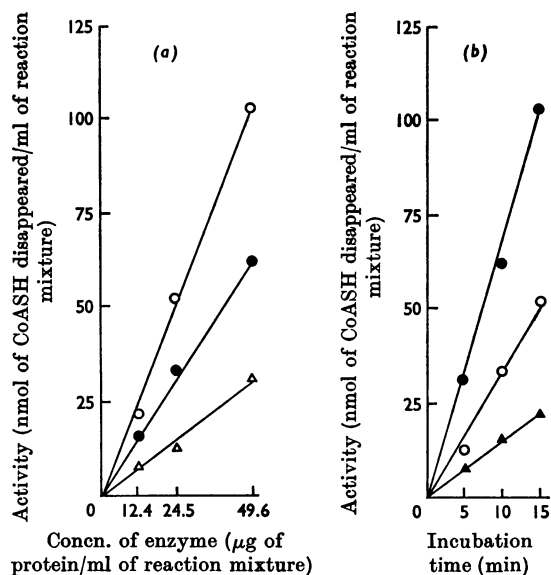 Activity (nmol of CoASH disappeared/ml of reaction
mixture)
(a)
125
100
75
50
25
0
12.4 24.5 49.6
Concn. of enzyme (μg of
protein/ml of reaction mixture)
Activity (nmol of CoASH disappeared/ml of reaction
mixture)
(b)
125
100
75
50
25
0
5 10 15
Incubation
time (min)